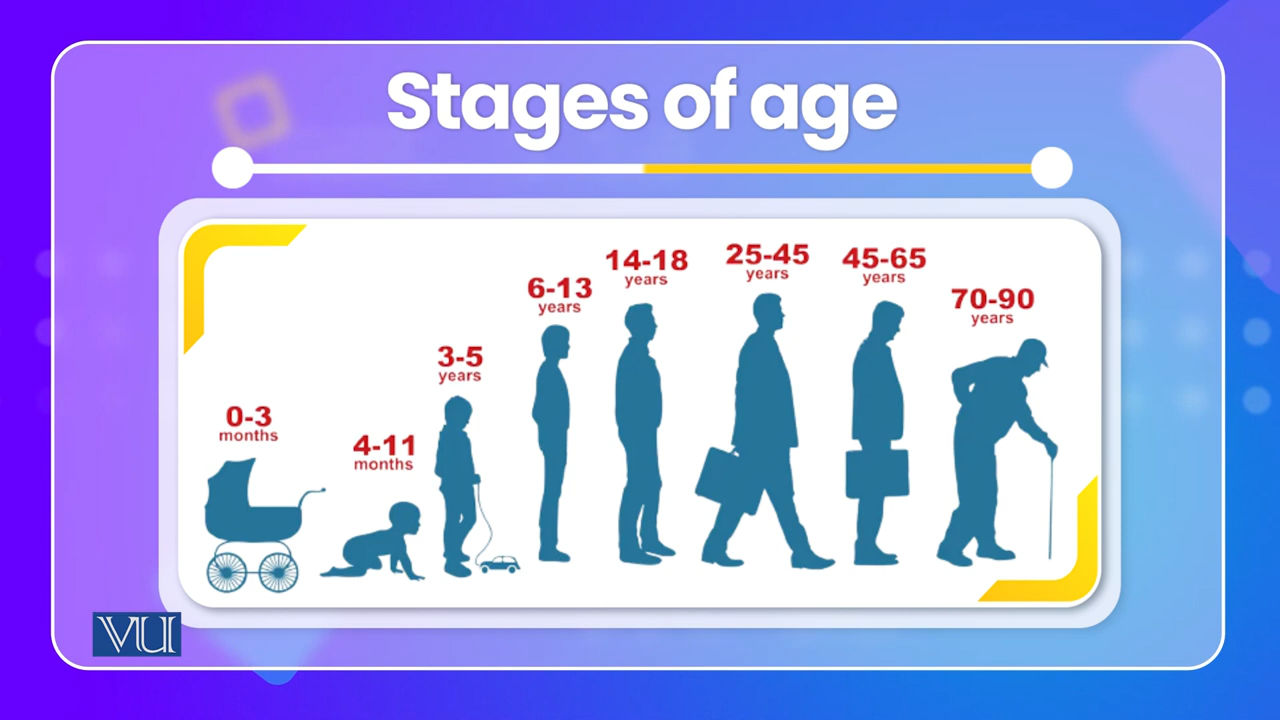 Stages of age
0-3
months
4-11
months
3-5
years
6-13
years
14-18
years
25-45
years
45-65
years
70-90
years
VU